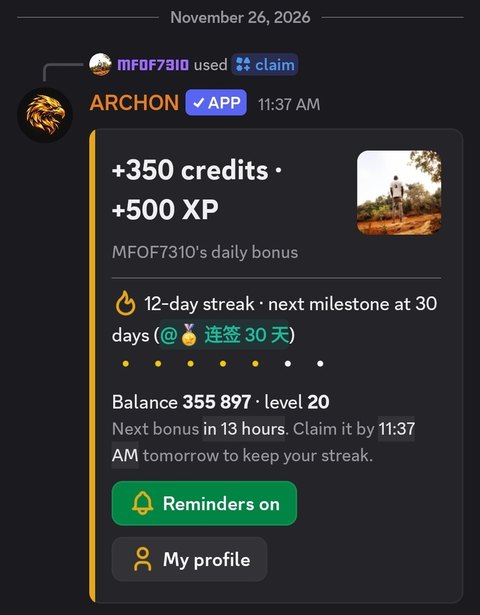 November 26, 2026
MFOF7310 used claim
ARCHON ✓ APP 11:37 AM
+350 credits ·
+500 XP
MFOF7310's daily bonus
12-day streak · next milestone at 30
days (@🏅 连签 30 天)
Balance 355 897 · level 20
Next bonus in 13 hours. Claim it by 11:37
AM tomorrow to keep your streak.
Reminders on
My profile